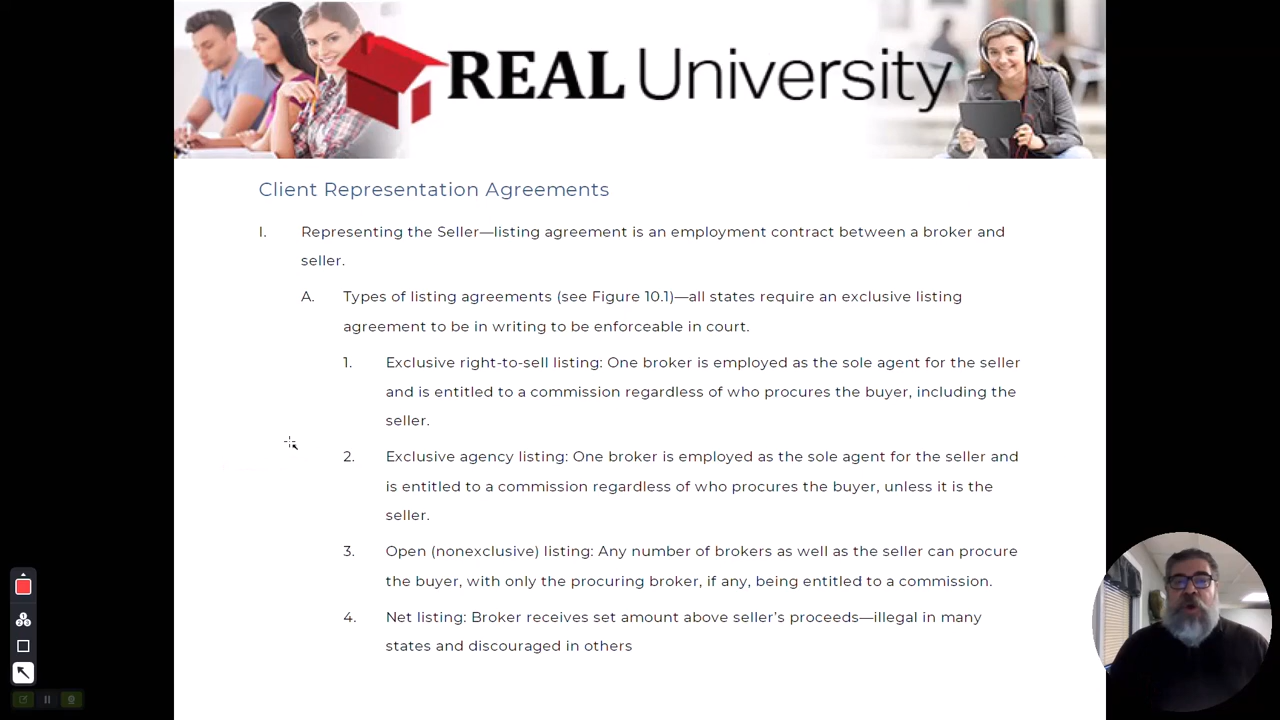 REAL University
Client Representation Agreements
I. Representing the Seller—listing agreement is an employment contract between a broker and
seller.
A. Types of listing agreements (see Figure 10.1)—all states require an exclusive listing
agreement to be in writing to be enforceable in court.
1. Exclusive right-to-sell listing: One broker is employed as the sole agent for the seller
and is entitled to a commission regardless of who procures the buyer, including the
seller.
2. Exclusive agency listing: One broker is employed as the sole agent for the seller and
is entitled to a commission regardless of who procures the buyer, unless it is the
seller.
3. Open (nonexclusive) listing: Any number of brokers as well as the seller can procure
the buyer, with only the procuring broker, if any, being entitled to a commission.
4. Net listing: Broker receives set amount above seller’s proceeds—illegal in many
states and discouraged in others